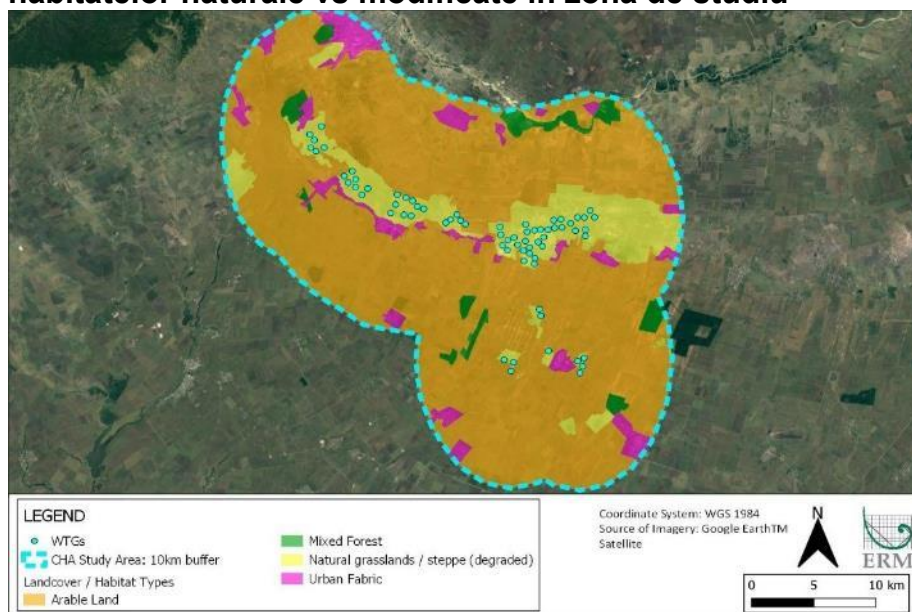 habitatelor naturale vs modificate în zona de studiu
LEGEND
WTGs
CHA Study Area: 10km buffer
Landcover / Habitat Types
Arable Land
Mixed Forest
Natural grasslands / steppe (degraded)
Urban Fabric
Coordinate System: WGS 1984
Source of Imagery: Google EarthTM
Satellite
N
ERM
0 5 10 km